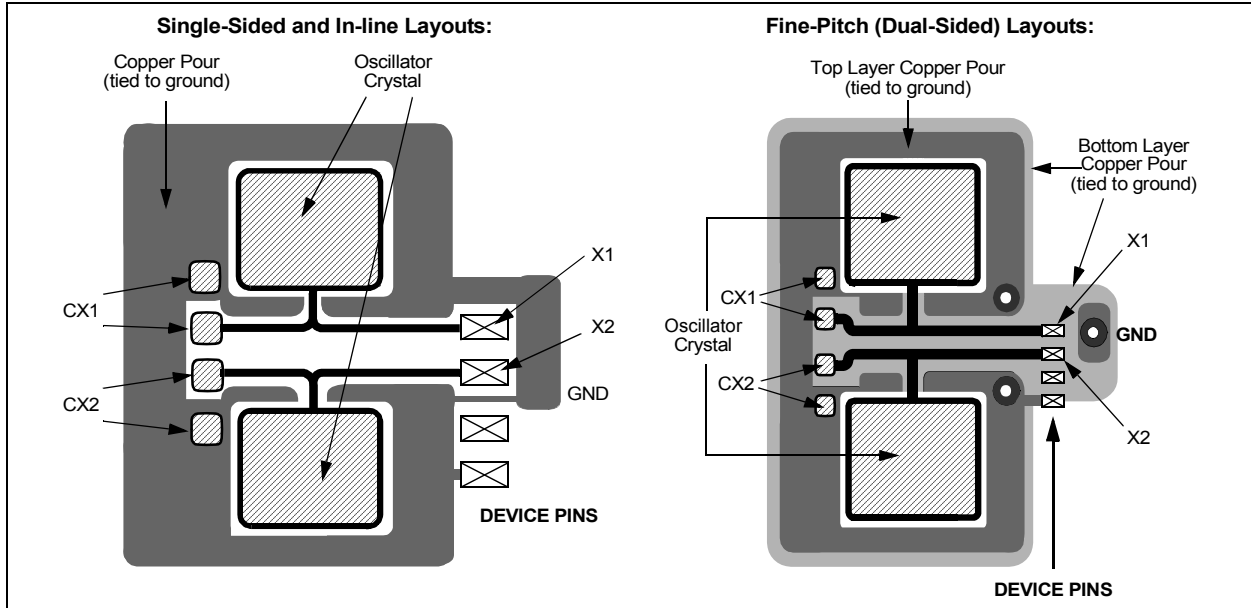 Single-Sided and In-line Layouts:
Copper Pour
(tied to ground)
Oscillator
Crystal
X1
CX1
X2
CX2
GND
DEVICE PINS
Fine-Pitch (Dual-Sided) Layouts:
Top Layer Copper Pour
(tied to ground)
Bottom Layer
Copper Pour
(tied to ground)
X1
CX1
Oscillator
Crystal
GND
CX2
X2
DEVICE PINS